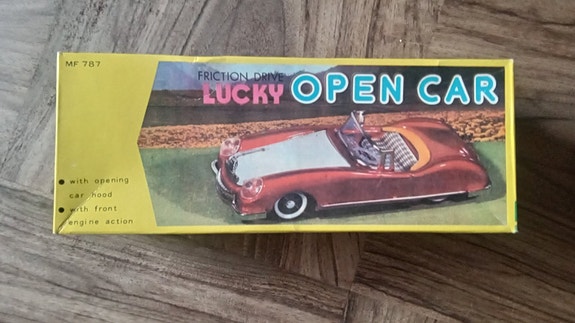 MF 787
FRICTION DRIVE
LUCKY OPEN CAR
with opening
car hood
with front
engine action